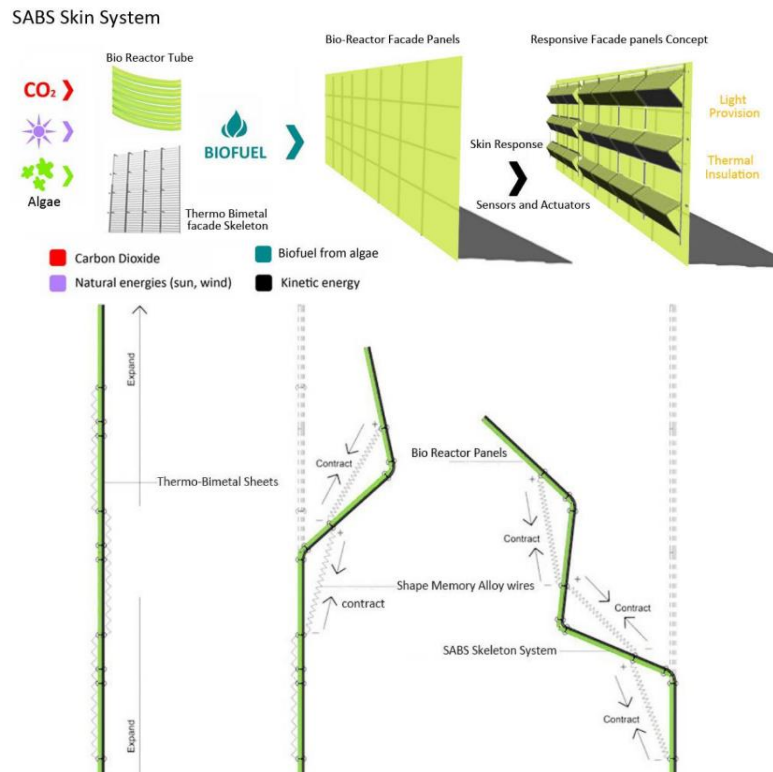 SABS Skin System
Bio Reactor Tube
Bio-Reactor Facade Panels
Responsive Facade panels Concept
CO₂
Light
Provision
BIOFUEL
Skin Response
Thermal
Insulation
Algae
Sensors and Actuators
Thermo Bimetal
facade Skeleton
Carbon Dioxide
Biofuel from algae
Natural energies (sun, wind)
Kinetic energy
Expand
Thermo-Bimetal Sheets
Expand
+
Contract
−
+
contract
−
Shape Memory Alloy wires
Bio Reactor Panels
+
Contract
−
+
Contract
−
SABS Skeleton System
+
Contract
−